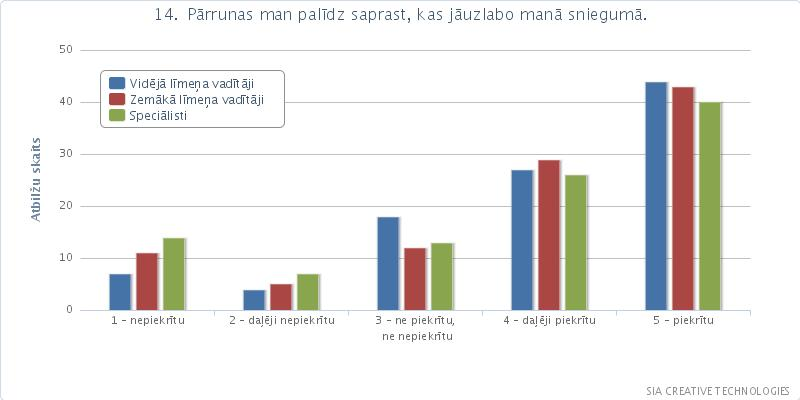 14. Pārrunas man palīdz saprast, kas jāuzlabo manā sniegumā.
50
Vidējā līmeņa vadītāji
Zemākā līmeņa vadītāji
Speciālisti
40
30
20
10
0
Atbilžu skaits
1 - nepiekrītu
2 - daļēji nepiekrītu
3 - ne piekrītu,
ne nepiekrītu
4 - daļēji piekrītu
5 - piekrītu
SIA CREATIVE TECHNOLOGIES